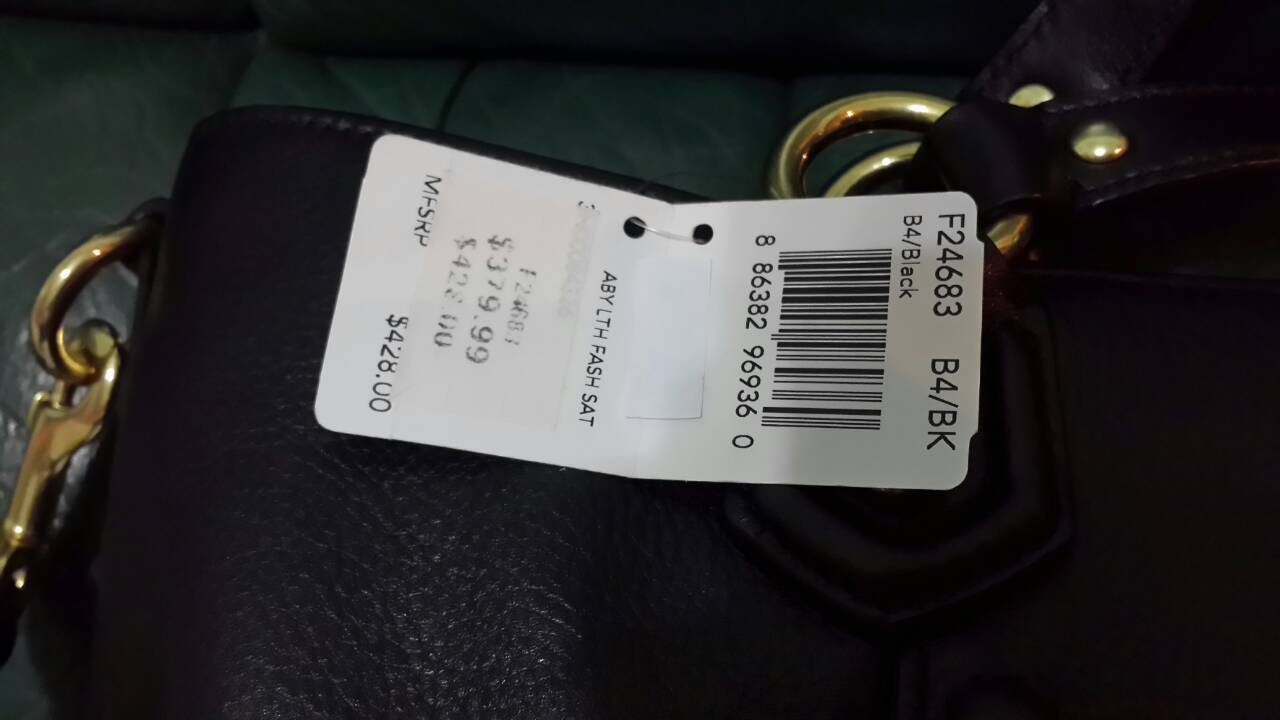 F24683 B4/BK
B4/Black
8 86382 96936 0
ABY LTH FASH SAT
$379.99
$428.00
MFSRP $428.00